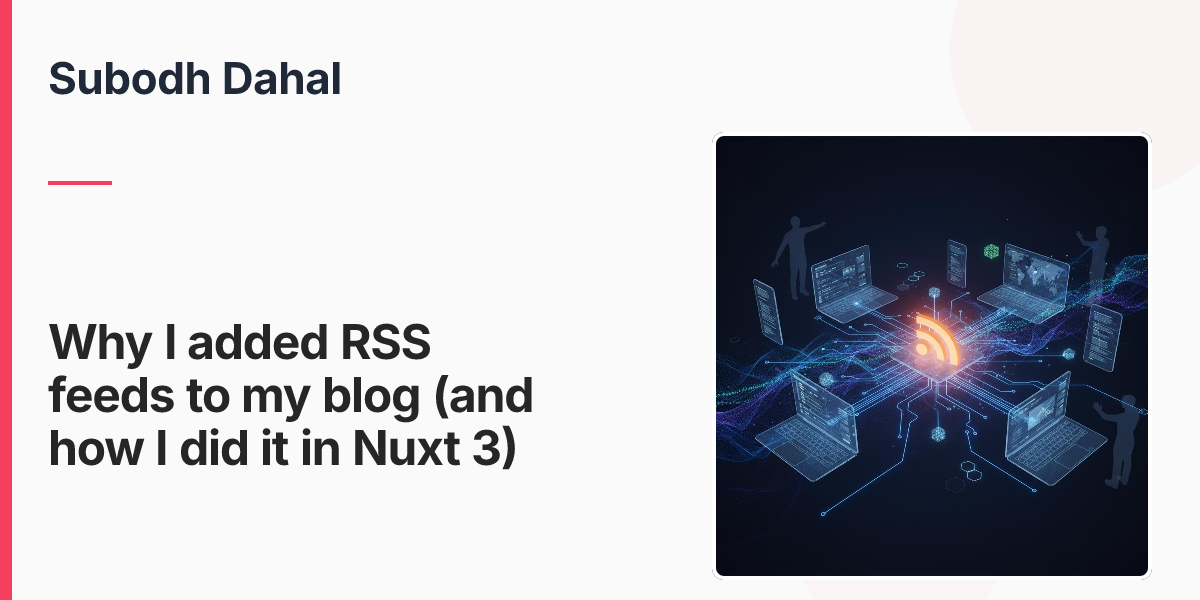 Subodh Dahal
Why I added RSS
feeds to my blog (and
how I did it in Nuxt 3)